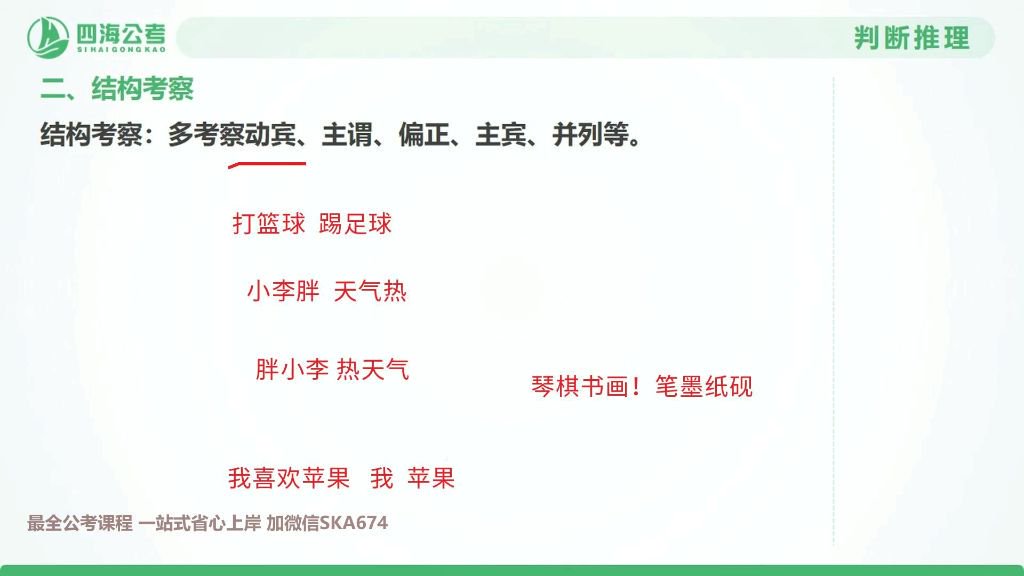 四海公考
SIHAIGONGKAO
判断推理
二、结构考察
结构考察：多考察动宾、主谓、偏正、主宾、并列等。
打篮球 踢足球
小李胖 天气热
胖小李 热天气
琴棋书画！笔墨纸砚
我喜欢苹果 我 苹果
最全公考课程 一站式省心上岸 加微信SKA674